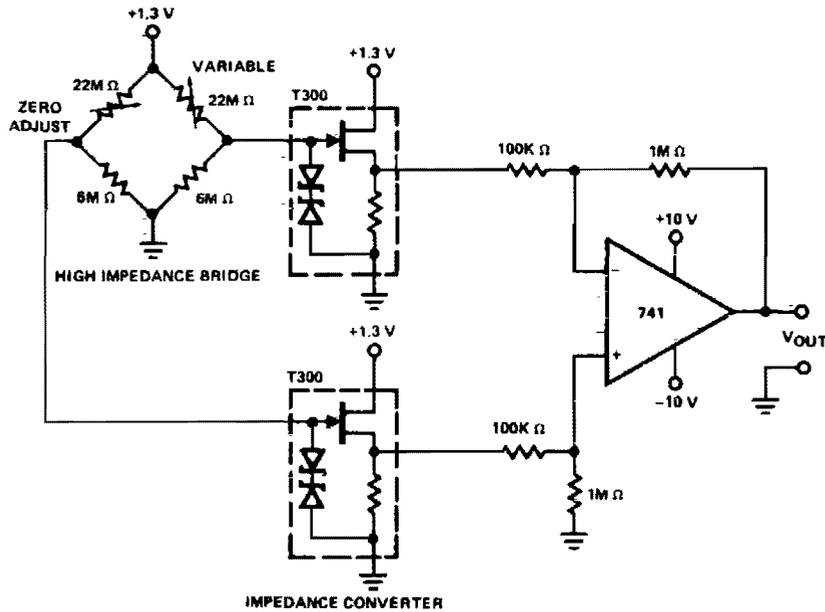 +1.3 V
VARIABLE
22M Ω
22M Ω
ZERO
ADJUST
6M Ω
6M Ω
HIGH IMPEDANCE BRIDGE
+1.3 V
T300
100K Ω
1M Ω
+10 V
−
741
+
−10 V
VOUT
+1.3 V
T300
100K Ω
1M Ω
IMPEDANCE CONVERTER